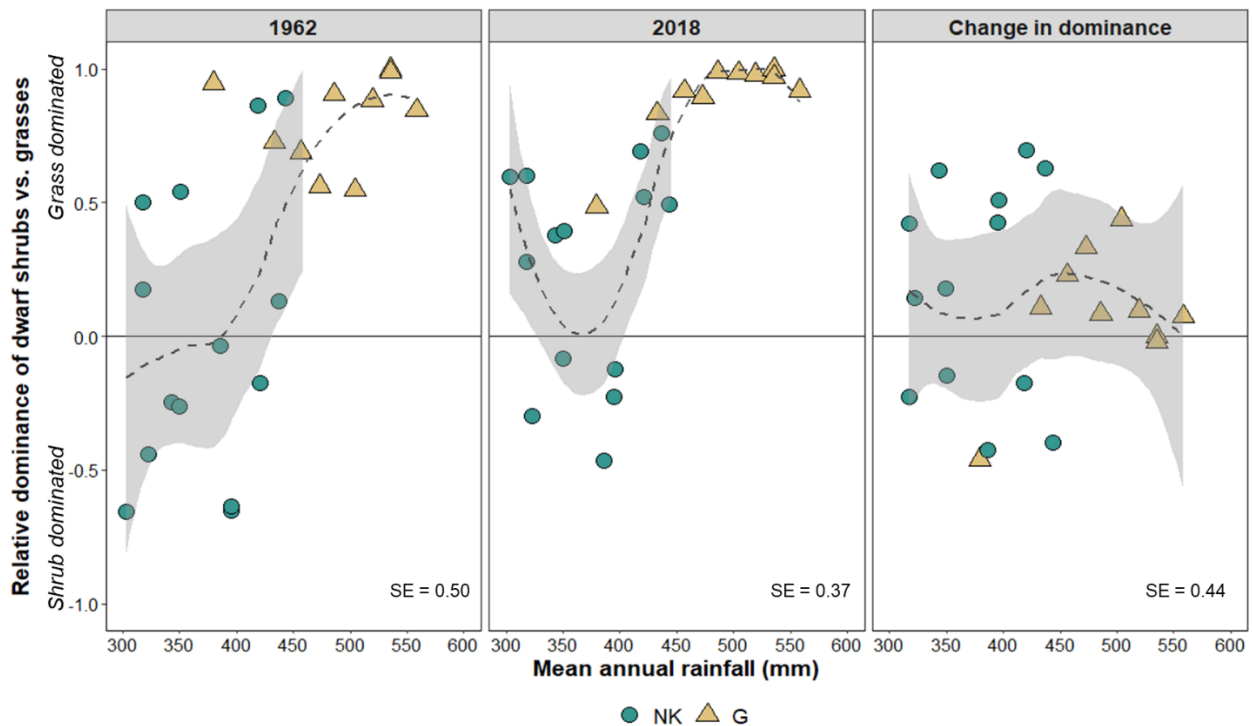 1962
2018
Change in dominance
Relative dominance of dwarf shrubs vs. grasses
Grass dominated
Shrub dominated
1.0
0.5
0.0
-0.5
-1.0
SE = 0.50
SE = 0.37
SE = 0.44
300 350 400 450 500 550 600
300 350 400 450 500 550 600
300 350 400 450 500 550 600
Mean annual rainfall (mm)
NK G